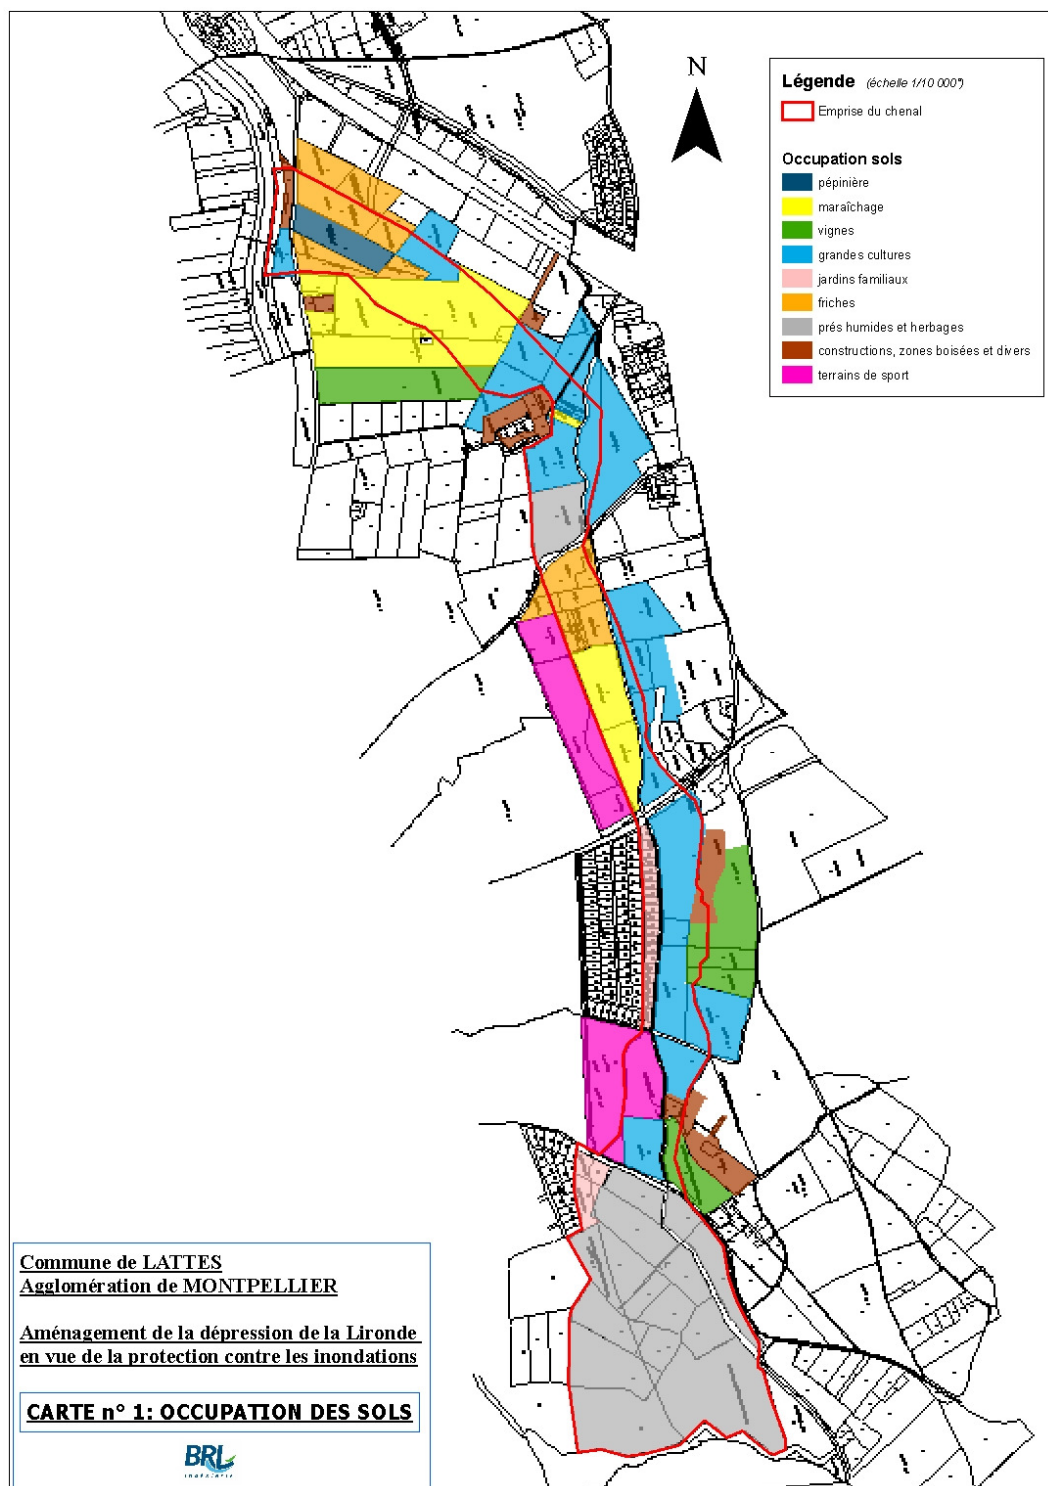 N
Légende (échelle 1/10 000°)
Emprise du chenal
Occupation sols
pépinière
maraîchage
vignes
grandes cultures
jardins familiaux
friches
prés humides et herbages
constructions, zones boisées et divers
terrains de sport
Commune de LATTES
Agglomération de MONTPELLIER
Aménagement de la dépression de la Lironde
en vue de la protection contre les inondations
CARTE n° 1: OCCUPATION DES SOLS
BRL